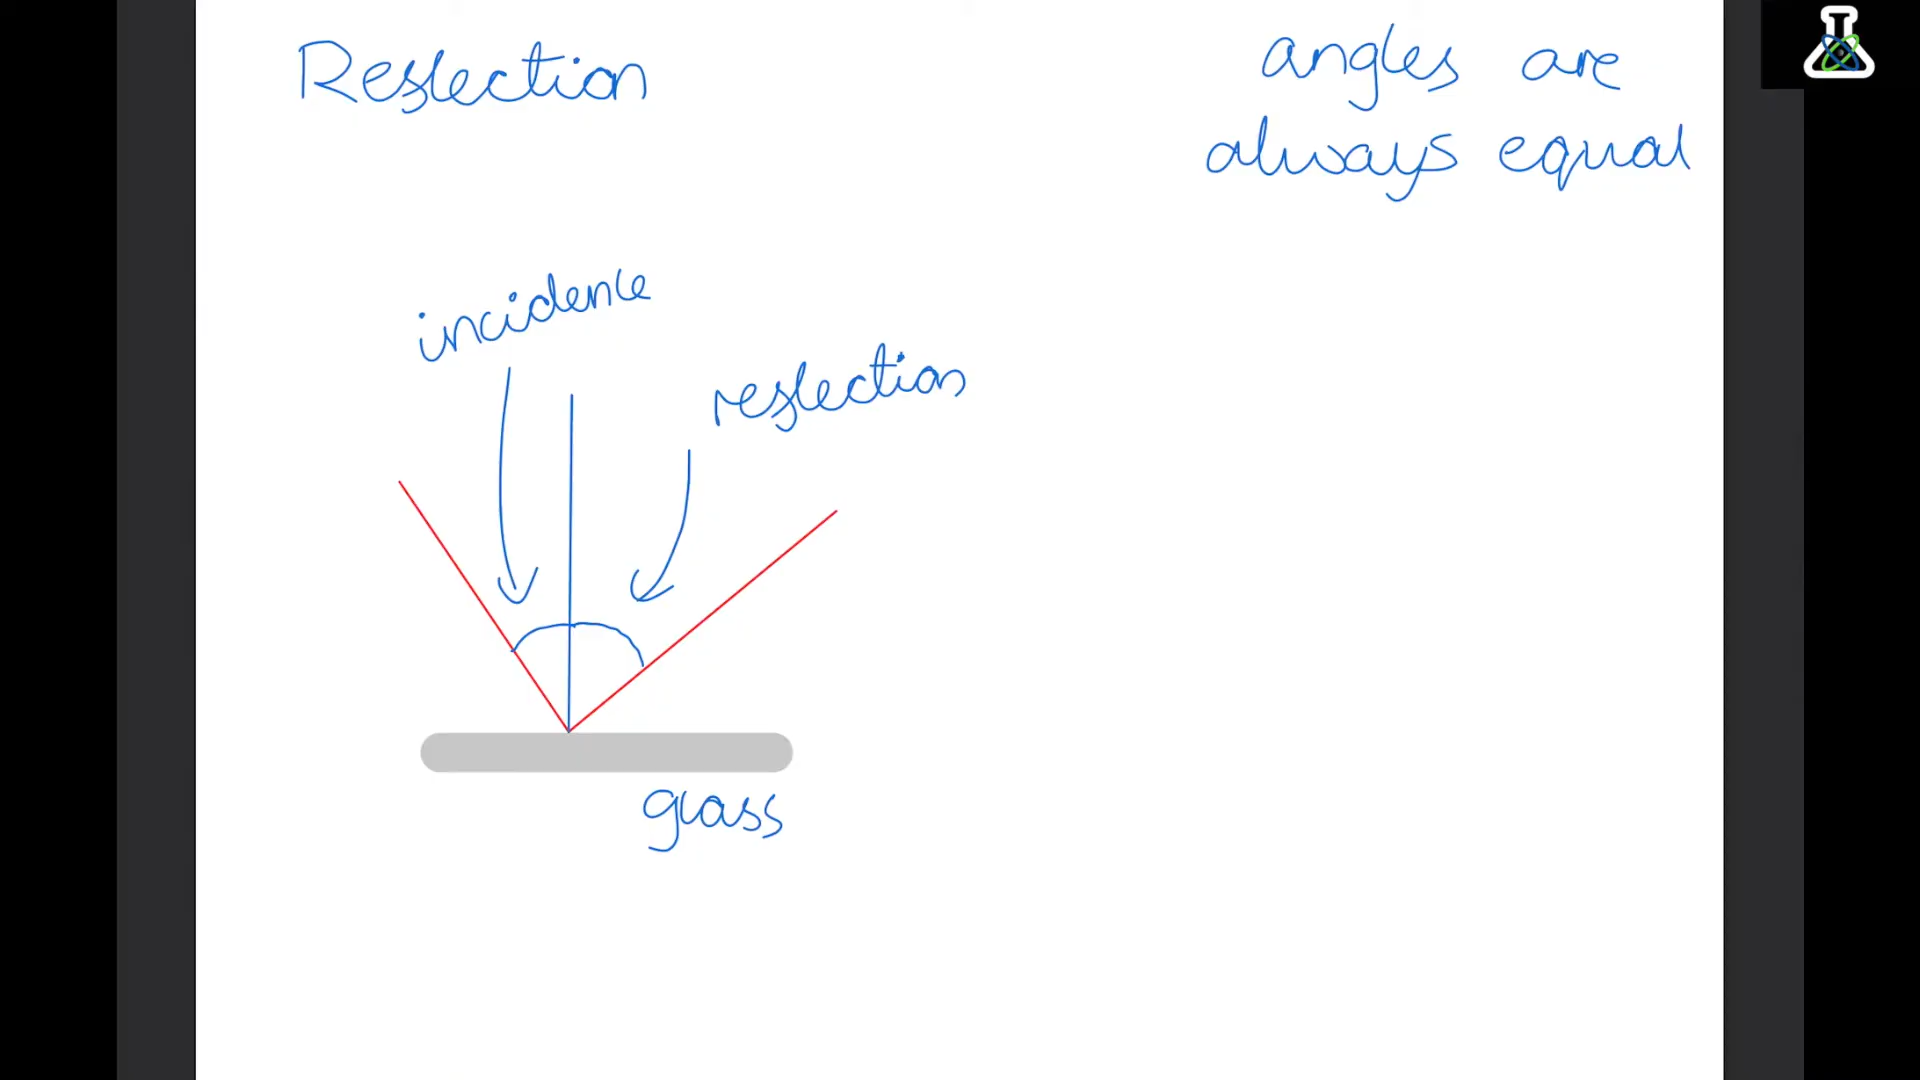 Reflection
angles are
always equal
incidence
reflection
glass